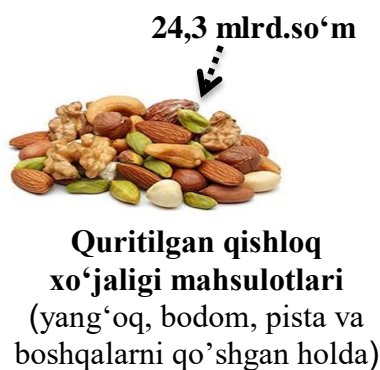 24,3 mlrd.so‘m
Quritilgan qishloq
xo‘jaligi mahsulotlari
(yang‘oq, bodom, pista va
boshqalarni qo’shgan holda)